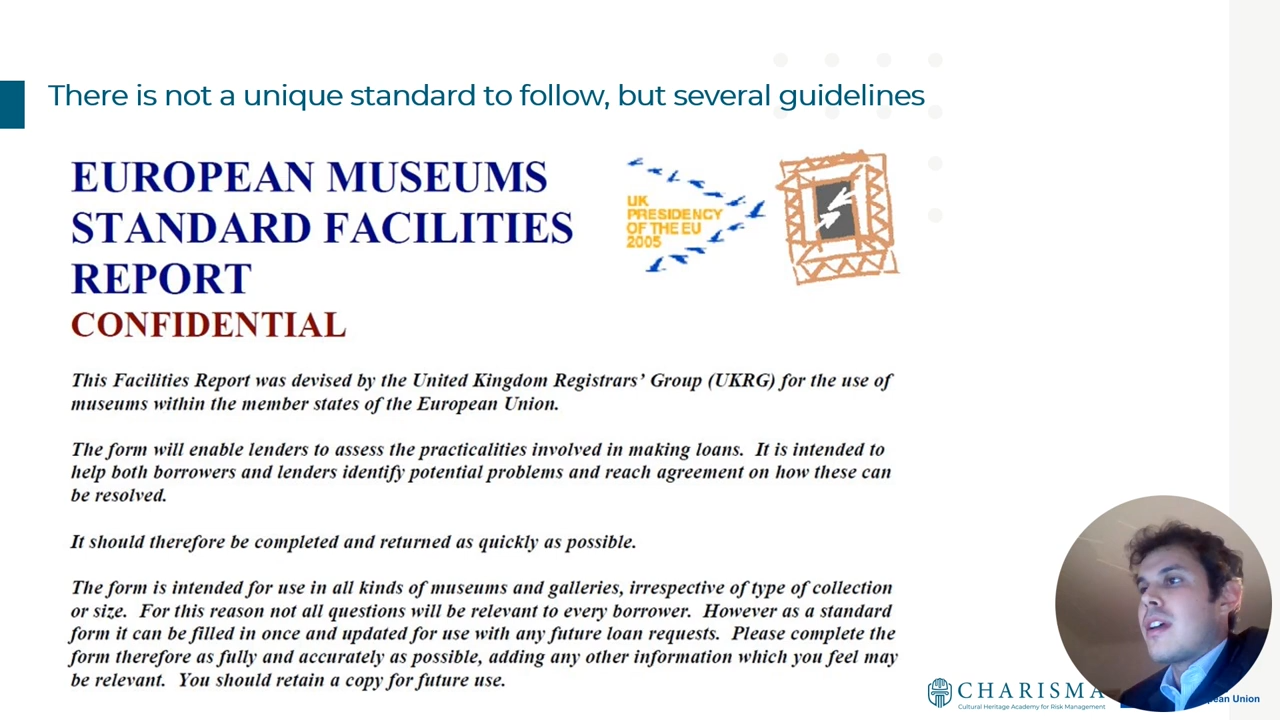 There is not a unique standard to follow, but several guidelines
EUROPEAN MUSEUMS
STANDARD FACILITIES
REPORT
CONFIDENTIAL
UK
PRESIDENCY
OF THE EU
2005
This Facilities Report was devised by the United Kingdom Registrars' Group (UKRG) for the use of
museums within the member states of the European Union.
The form will enable lenders to assess the practicalities involved in making loans. It is intended to
help both borrowers and lenders identify potential problems and reach agreement on how these can
be resolved.
It should therefore be completed and returned as quickly as possible.
The form is intended for use in all kinds of museums and galleries, irrespective of type of collection
or size. For this reason not all questions will be relevant to every borrower. However as a standard
form it can be filled in once and updated for use with any future loan requests. Please complete the
form therefore as fully and accurately as possible, adding any other information which you feel may
be relevant. You should retain a copy for future use.
CHARISMA
Cultural Heritage Academy for Risk Management
Union